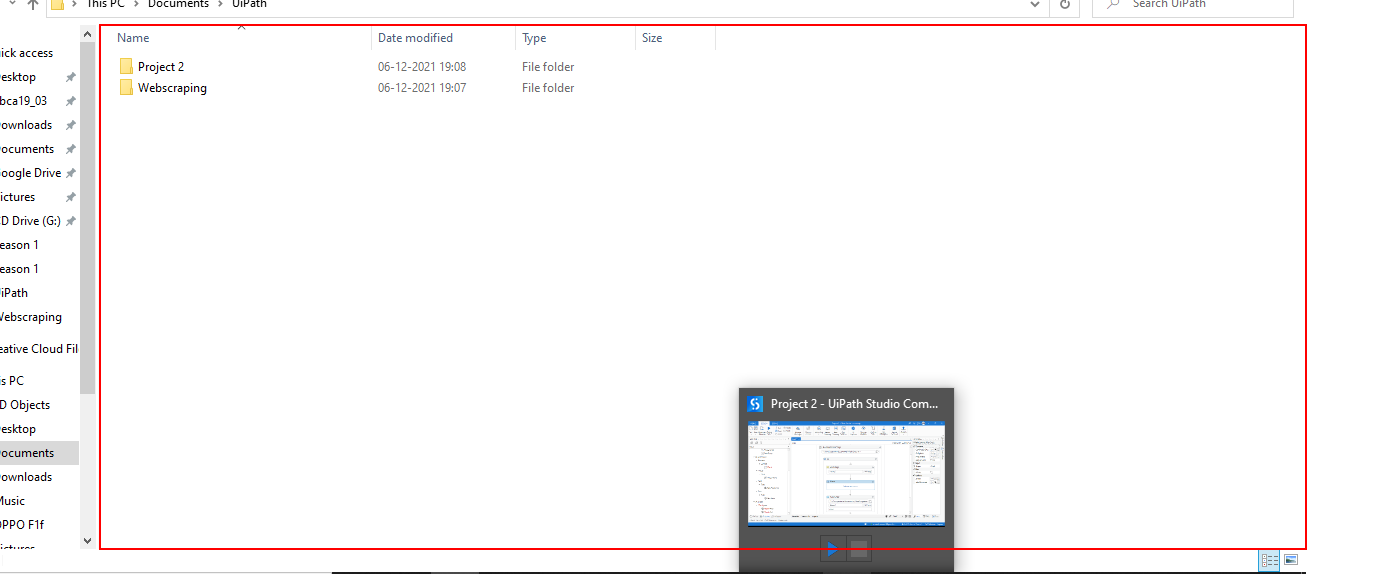 This PC > Documents > UiPath
Search UiPath
Name Date modified Type Size
Project 2 06-12-2021 19:08 File folder
Webscraping 06-12-2021 19:07 File folder
ick access
esktop
bca19_03
ownloads
ocuments
oogle Drive
ictures
D Drive (G:)
eason 1
eason 1
iPath
Vebscraping
eative Cloud Fil
is PC
D Objects
esktop
ocuments
ownloads
Music
OPPO F1f
Pictures
Project 2 - UiPath Studio Com...